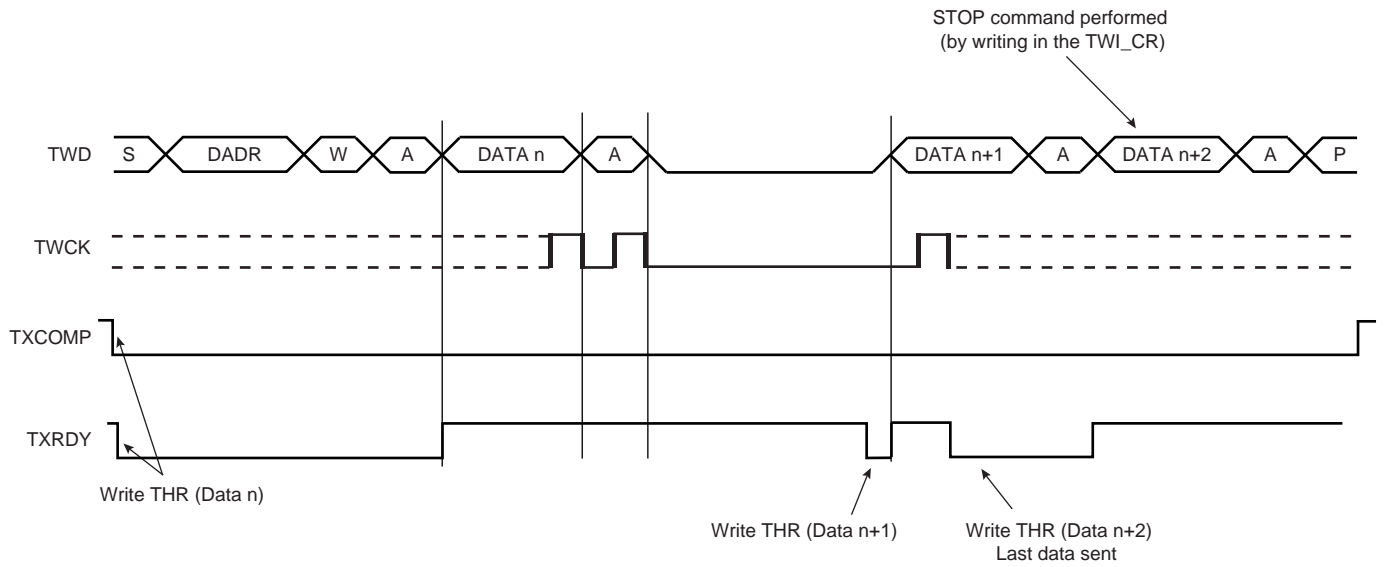 STOP command performed
(by writing in the TWI_CR)
TWD S DADR W A DATA n A DATA n+1 A DATA n+2 A P
TWCK
TXCOMP
TXRDY
Write THR (Data n)
Write THR (Data n+1) Write THR (Data n+2)
Last data sent